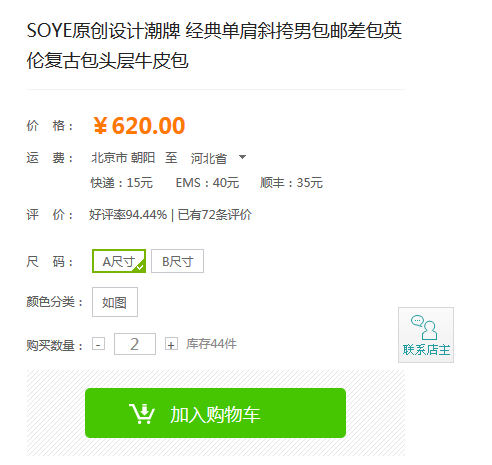 SOYE原创设计潮牌 经典单肩斜挎男包邮差包英
伦复古包头层牛皮包
价 格： ￥620.00
运 费： 北京市 朝阳 至 河北省
快递：15元 EMS：40元 顺丰：35元
评 价： 好评率94.44% | 已有72条评价
尺 码： A尺寸 B尺寸
颜色分类： 如图
购买数量： - 2 + 库存44件
联系店主
加入购物车